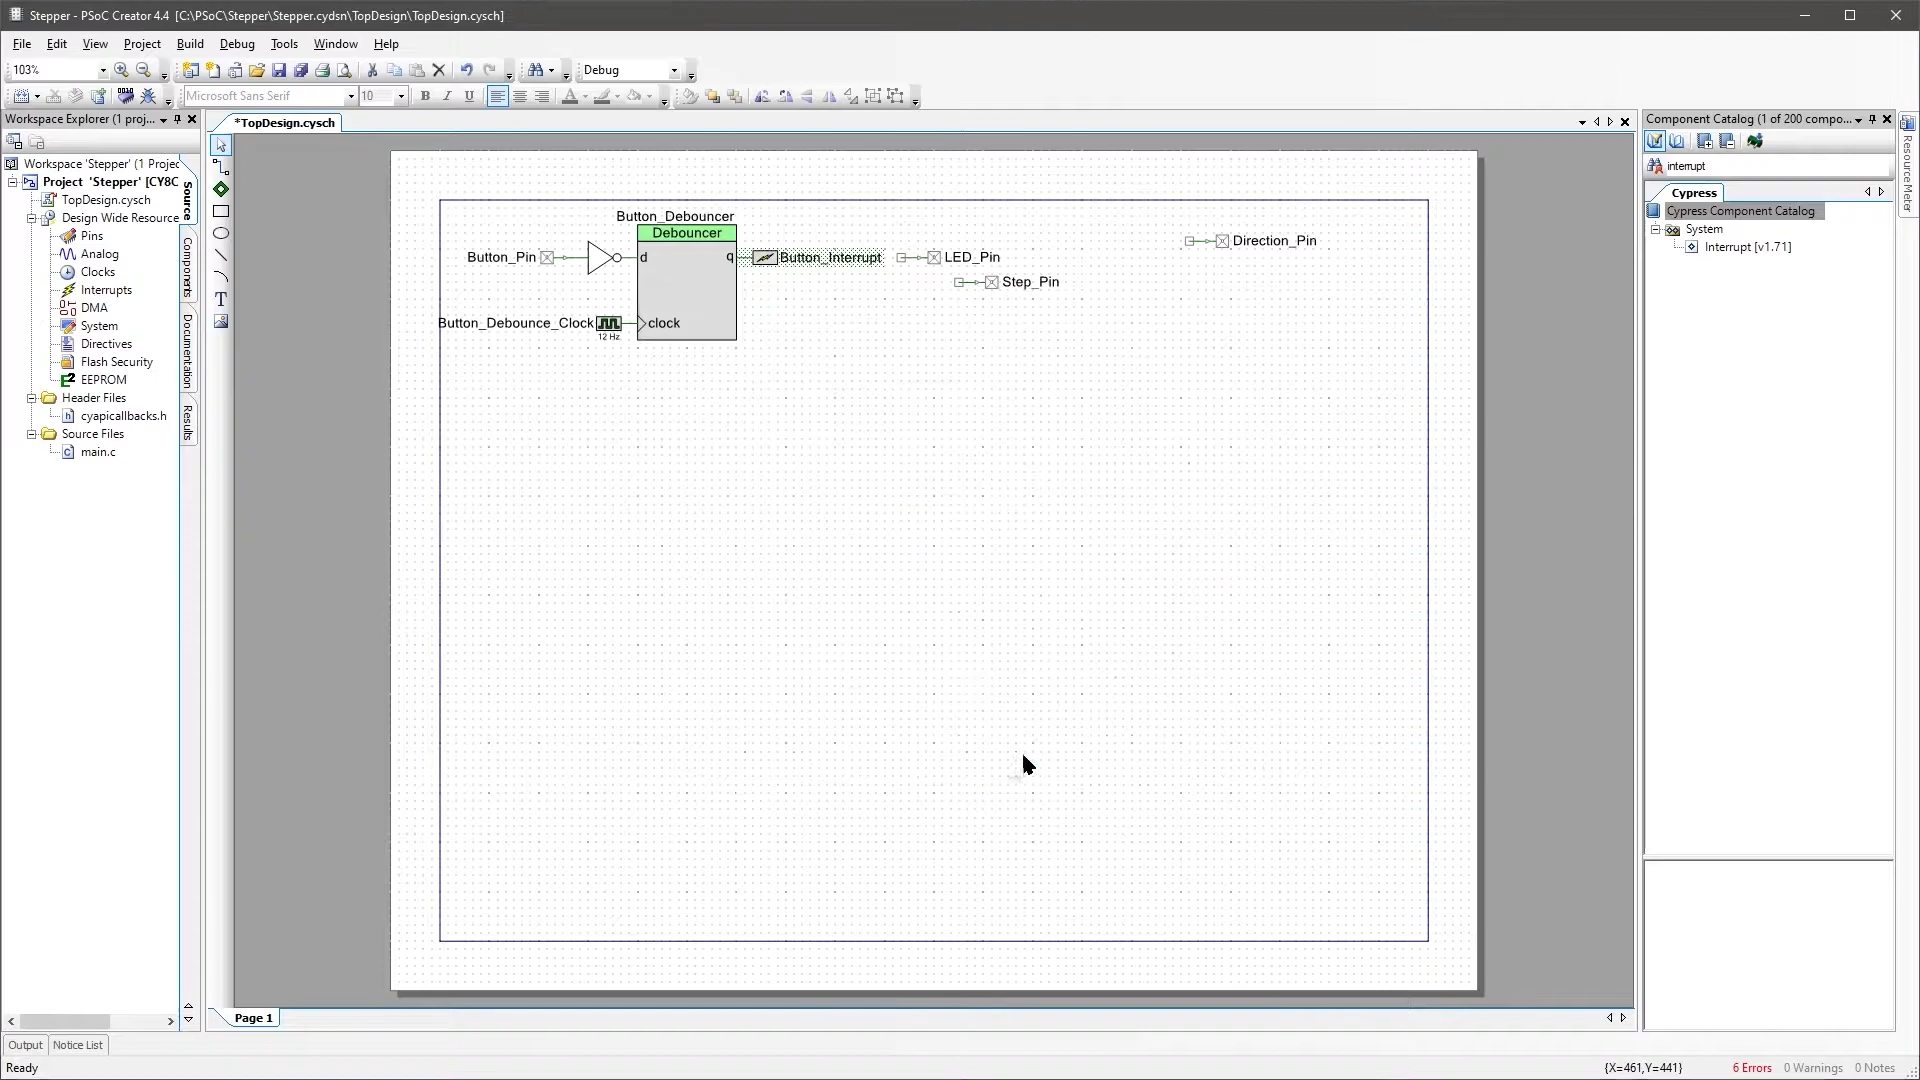 Stepper - PSoC Creator 4.4 [C:\PSoC\Stepper\Stepper.cydsn\TopDesign\TopDesign.cysch]
File Edit View Project Build Debug Tools Window Help
103%
Debug
Microsoft Sans Serif
10
B I U
Workspace Explorer (1 proj...
*TopDesign.cysch
Component Catalog (1 of 200 compo...
Resource Meter
Workspace 'Stepper' (1 Projec
Project 'Stepper' [CY8C
TopDesign.cysch
Design Wide Resource
Pins
Analog
Clocks
Interrupts
DMA
System
Directives
Flash Security
EEPROM
Header Files
cyapicallbacks.h
Source Files
main.c
Source
Components
Documentation
Results
Button_Debouncer
Debouncer
Button_Pin
d
q
Button_Interrupt
LED_Pin
Direction_Pin
Step_Pin
Button_Debounce_Clock
12 Hz
clock
interrupt
Cypress
Cypress Component Catalog
System
Interrupt [v1.71]
Page 1
Output
Notice List
Ready
{X=461,Y=441}
6 Errors
0 Warnings
0 Notes